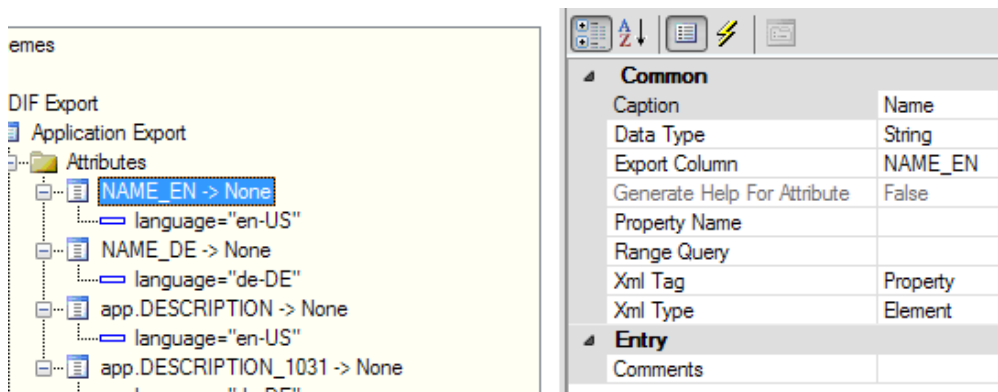 emes
DIF Export
Application Export
Attributes
NAME_EN -> None
language="en-US"
NAME_DE -> None
language="de-DE"
app.DESCRIPTION -> None
language="en-US"
app.DESCRIPTION_1031 -> None
Common
Caption Name
Data Type String
Export Column NAME_EN
Generate Help For Attribute False
Property Name
Range Query
Xml Tag Property
Xml Type Element
Entry
Comments